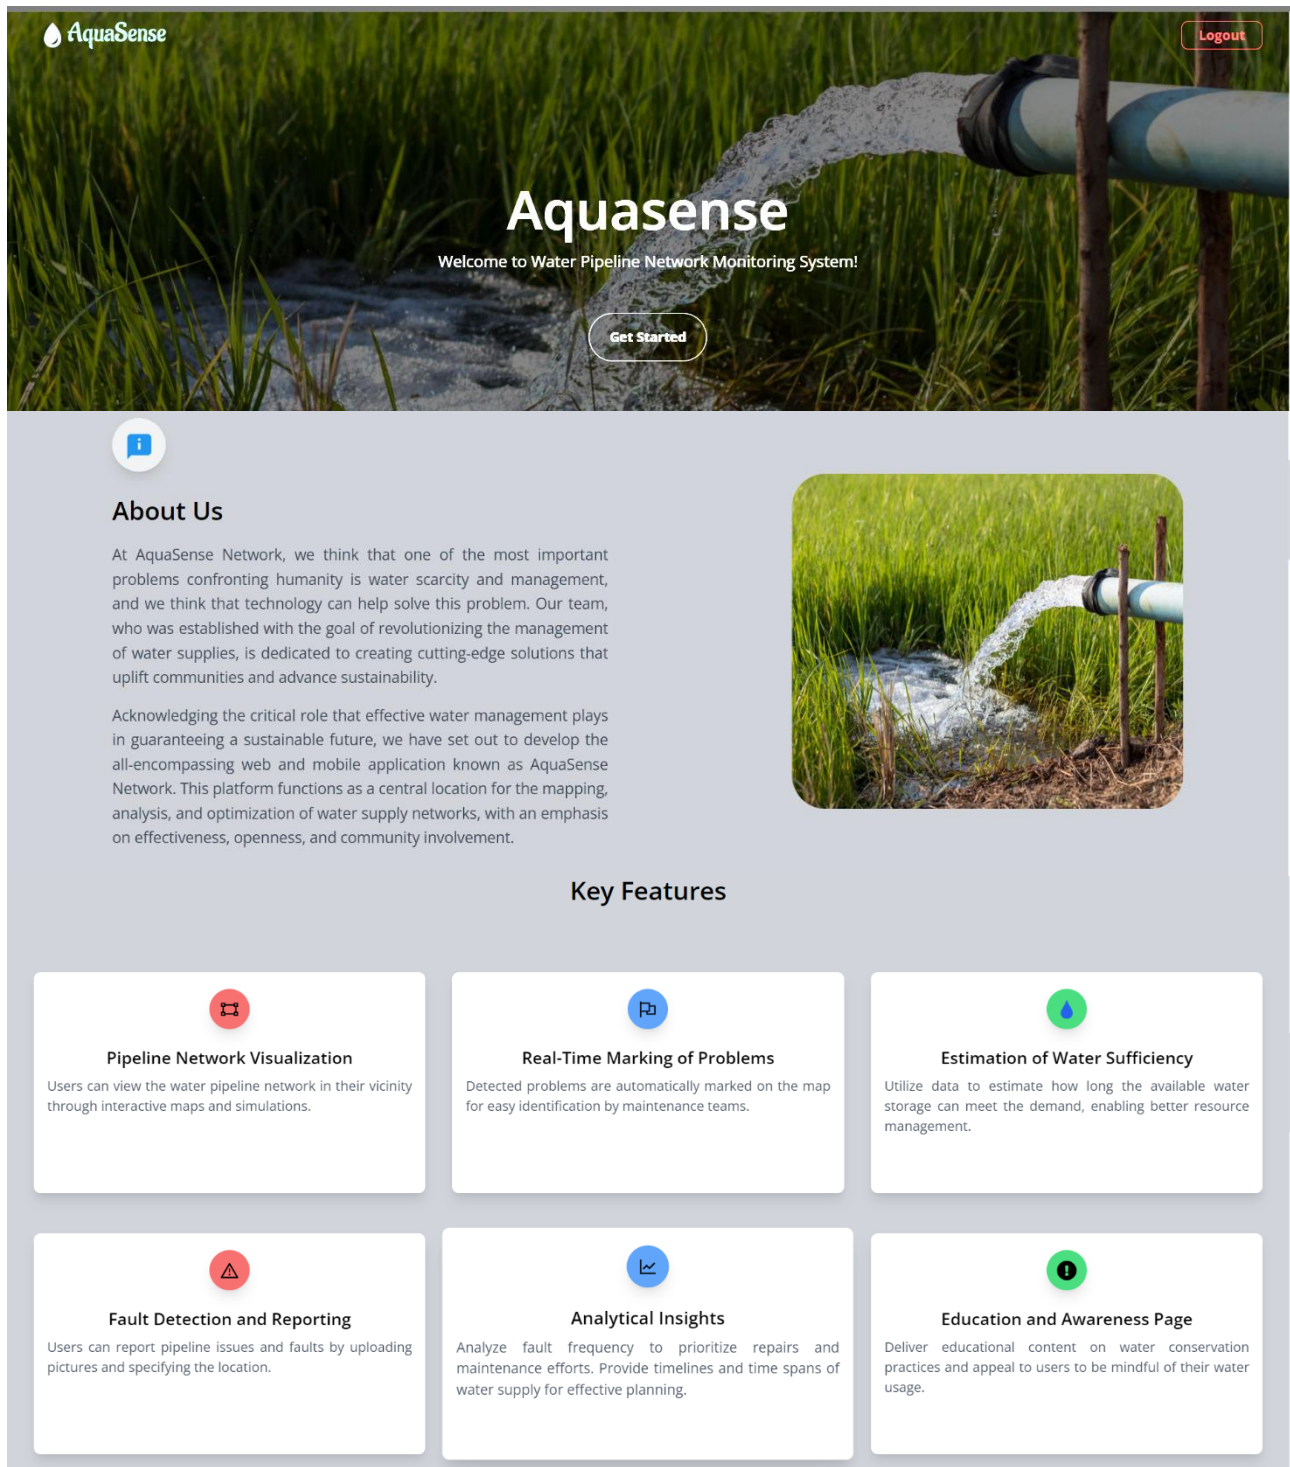 AquaSense
Logout
Aquasense
Welcome to Water Pipeline Network Monitoring System!
Get Started
About Us
At AquaSense Network, we think that one of the most important
problems confronting humanity is water scarcity and management,
and we think that technology can help solve this problem. Our team,
who was established with the goal of revolutionizing the management
of water supplies, is dedicated to creating cutting-edge solutions that
uplift communities and advance sustainability.
Acknowledging the critical role that effective water management plays
in guaranteeing a sustainable future, we have set out to develop the
all-encompassing web and mobile application known as AquaSense
Network. This platform functions as a central location for the mapping,
analysis, and optimization of water supply networks, with an emphasis
on effectiveness, openness, and community involvement.
Key Features
Pipeline Network Visualization
Users can view the water pipeline network in their vicinity
through interactive maps and simulations.
Real-Time Marking of Problems
Detected problems are automatically marked on the map
for easy identification by maintenance teams.
Estimation of Water Sufficiency
Utilize data to estimate how long the available water
storage can meet the demand, enabling better resource
management.
Fault Detection and Reporting
Users can report pipeline issues and faults by uploading
pictures and specifying the location.
Analytical Insights
Analyze fault frequency to prioritize repairs and
maintenance efforts. Provide timelines and time spans of
water supply for effective planning.
Education and Awareness Page
Deliver educational content on water conservation
practices and appeal to users to be mindful of their water
usage.